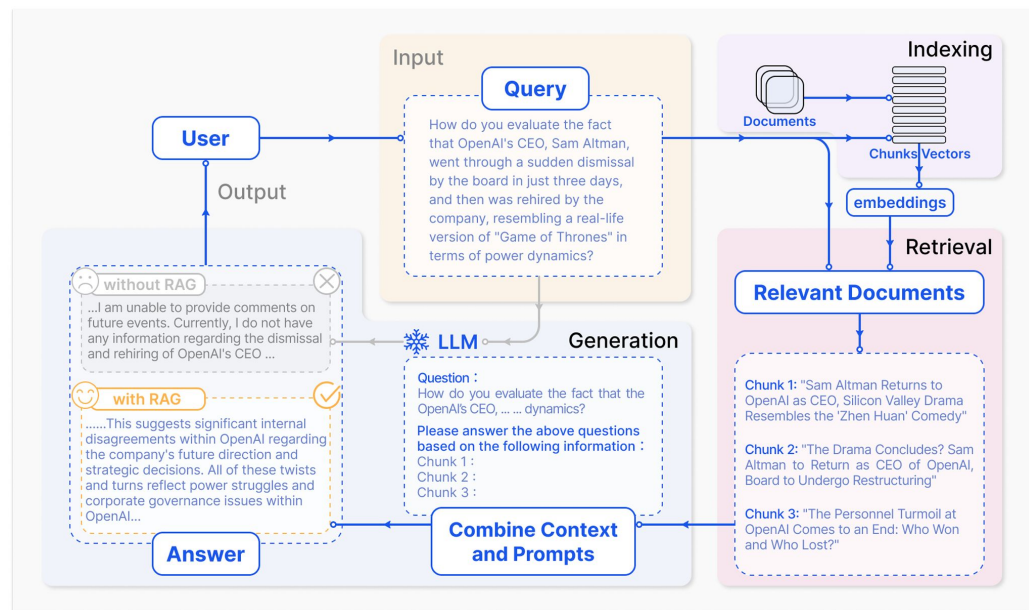 Input
Query
How do you evaluate the fact
that OpenAI's CEO, Sam Altman,
went through a sudden dismissal
by the board in just three days,
and then was rehired by the
company, resembling a real-life
version of "Game of Thrones" in
terms of power dynamics?
Indexing
Documents
Chunks Vectors
embeddings
User
Output
Retrieval
Relevant Documents
Chunk 1: "Sam Altman Returns to
OpenAI as CEO, Silicon Valley Drama
Resembles the 'Zhen Huan' Comedy"
Chunk 2: "The Drama Concludes? Sam
Altman to Return as CEO of OpenAI,
Board to Undergo Restructuring"
Chunk 3: "The Personnel Turmoil at
OpenAI Comes to an End: Who Won
and Who Lost?"
without RAG
...I am unable to provide comments on
future events. Currently, I do not have
any information regarding the dismissal
and rehiring of OpenAI's CEO ...
with RAG
......This suggests significant internal
disagreements within OpenAI regarding
the company's future direction and
strategic decisions. All of these twists
and turns reflect power struggles and
corporate governance issues within
OpenAI...
Answer
LLM
Generation
Question :
How do you evaluate the fact that the
OpenAI's CEO, ... ... dynamics?
Please answer the above questions
based on the following information :
Chunk 1 :
Chunk 2 :
Chunk 3 :
Combine Context
and Prompts